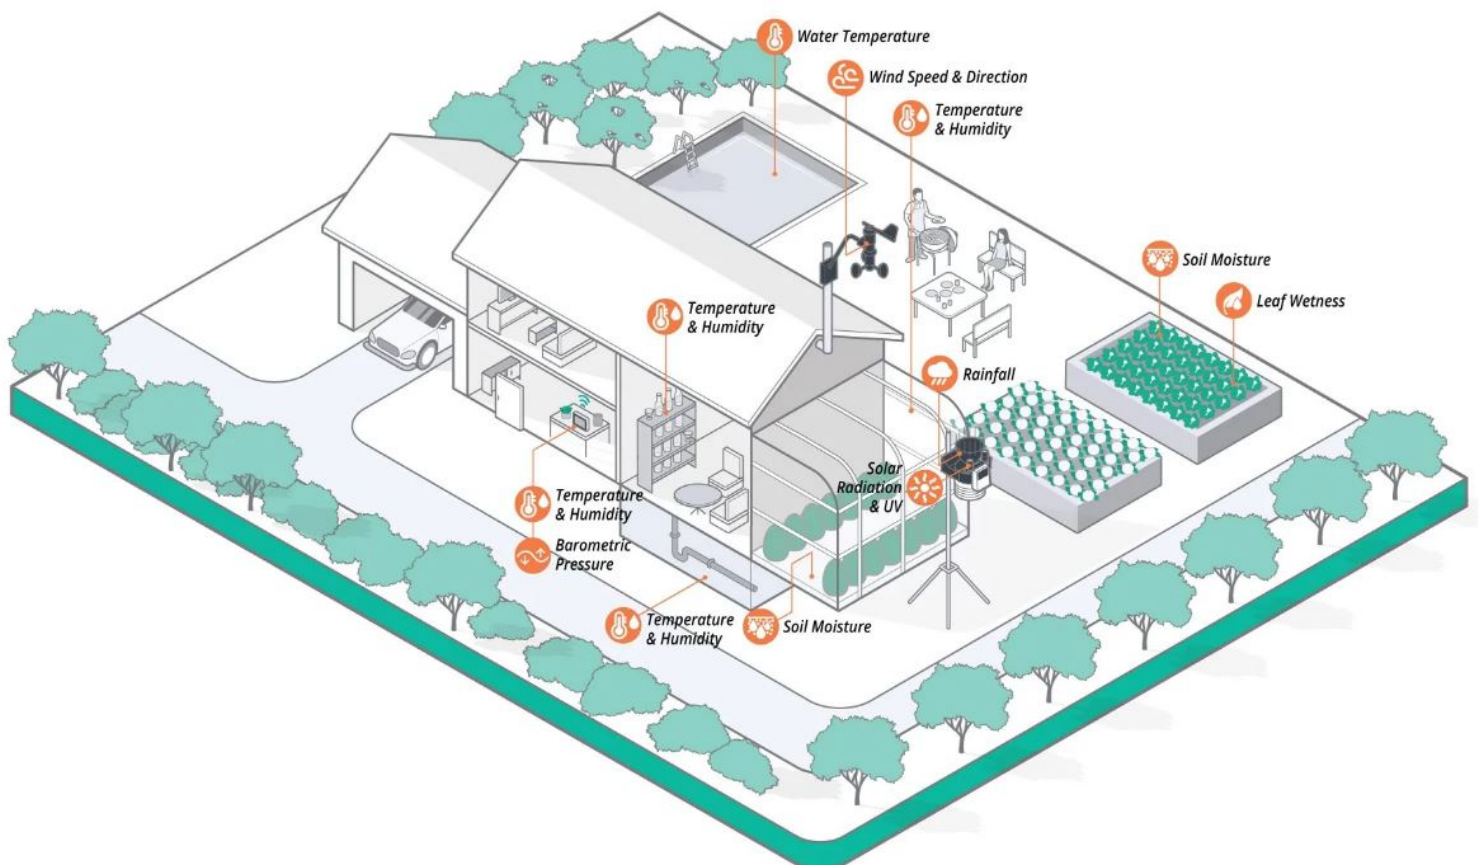 Water Temperature
Wind Speed & Direction
Temperature
& Humidity
Soil Moisture
Leaf Wetness
Temperature
& Humidity
Rainfall
Solar
Radiation
& UV
Temperature
& Humidity
Barometric
Pressure
Temperature
& Humidity
Soil Moisture